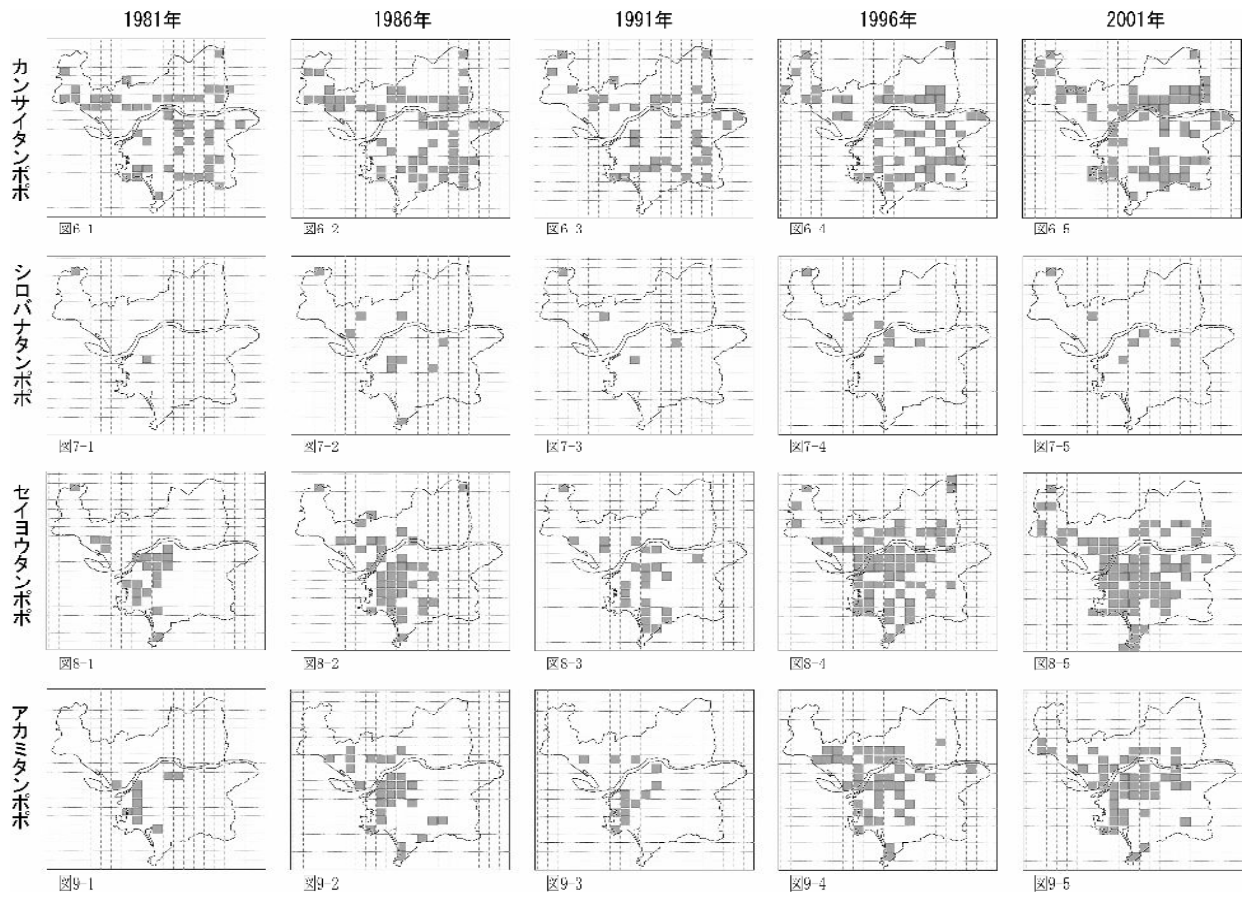 1981年 1986年 1991年 1996年 2001年
カンサイタンポポ
図6-1 図6-2 図6-3 図6-4 図6-5
シロバナタンポポ
図7-1 図7-2 図7-3 図7-4 図7-5
セイヨウタンポポ
図8-1 図8-2 図8-3 図8-4 図8-5
アカミタンポポ
図9-1 図9-2 図9-3 図9-4 図9-5